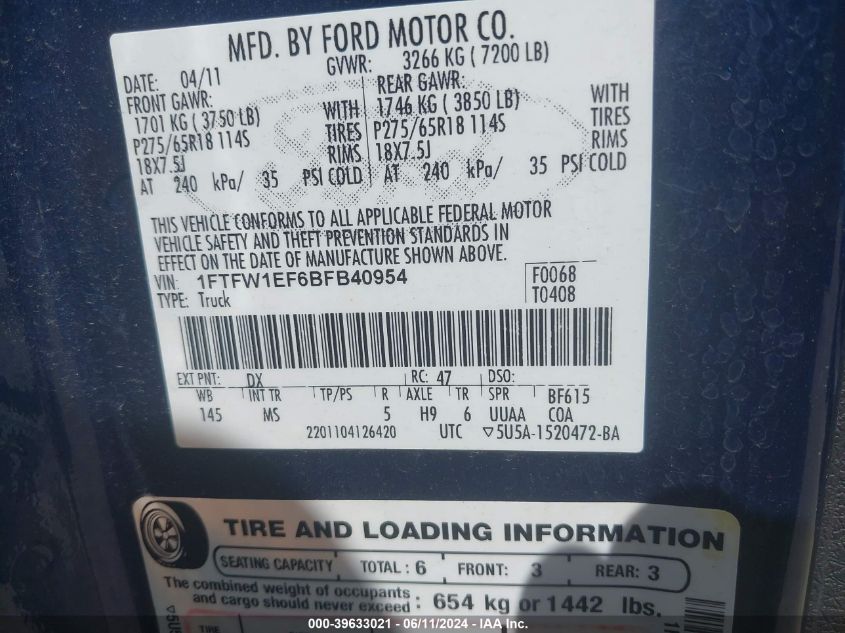 MFD. BY FORD MOTOR CO.
DATE: 04/11 GVWR: 3266 KG ( 7200 LB)
FRONT GAWR: REAR GAWR:
1701 KG ( 3750 LB) WITH 1746 KG ( 3850 LB) WITH
P275/65R18 114S TIRES P275/65R18 114S TIRES
18X7.5J RIMS 18X7.5J RIMS
AT 240 kPa/ 35 PSI COLD AT 240 kPa/ 35 PSI COLD
THIS VEHICLE CONFORMS TO ALL APPLICABLE FEDERAL MOTOR
VEHICLE SAFETY AND THEFT PREVENTION STANDARDS IN
EFFECT ON THE DATE OF MANUFACTURE SHOWN ABOVE.
VIN: 1FTFW1EF6BFB40954 F0068
TYPE: Truck T0408
EXT PNT: DX RC: 47 DSO:
WB INT TR TP/PS R AXLE TR SPR BF615
145 MS 5 H9 6 UUAA COA
2201104126420 UTC ▽5U5A-1520472-BA
TIRE AND LOADING INFORMATION
SEATING CAPACITY TOTAL : 6 FRONT: 3 REAR: 3
The combined weight of occupants
and cargo should never exceed : 654 kg or 1442 lbs.
▽5U5
TIRE
000-39633021 - 06/11/2024 - IAA Inc.